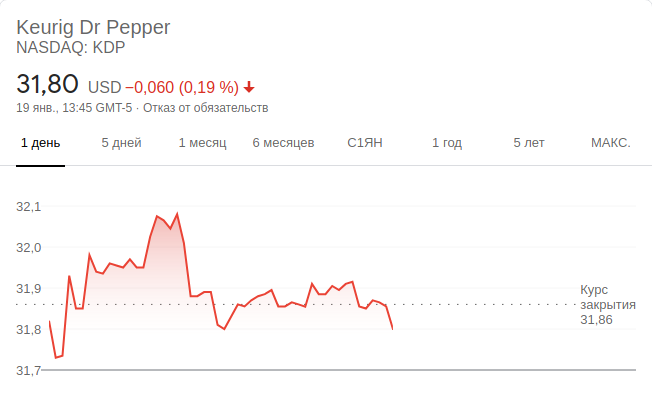 Keurig Dr Pepper
NASDAQ: KDP
31,80 USD −0,060 (0,19 %)
19 янв., 13:45 GMT-5 · Отказ от обязательств
1 день 5 дней 1 месяц 6 месяцев С1ЯН 1 год 5 лет МАКС.
32,1
32,0
31,9
31,8
31,7
Курс
закрытия
31,86